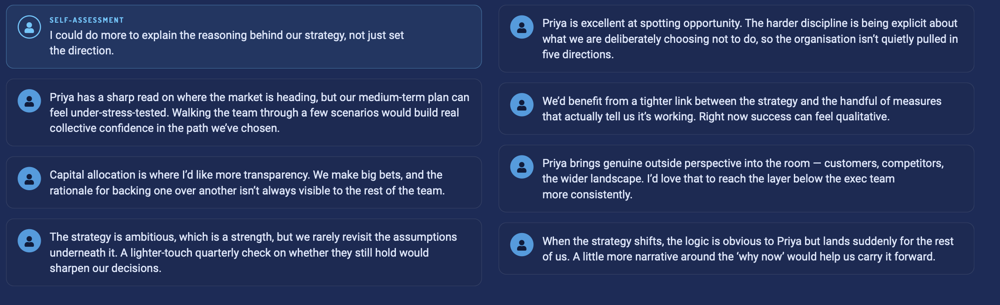 SELF-ASSESSMENT
I could do more to explain the reasoning behind our strategy, not just set
the direction.
Priya has a sharp read on where the market is heading, but our medium-term plan can
feel under-stress-tested. Walking the team through a few scenarios would build real
collective confidence in the path we’ve chosen.
Capital allocation is where I’d like more transparency. We make big bets, and the
rationale for backing one over another isn’t always visible to the rest of the team.
The strategy is ambitious, which is a strength, but we rarely revisit the assumptions
underneath it. A lighter-touch quarterly check on whether they still hold would
sharpen our decisions.
Priya is excellent at spotting opportunity. The harder discipline is being explicit about
what we are deliberately choosing not to do, so the organisation isn’t quietly pulled in
five directions.
We’d benefit from a tighter link between the strategy and the handful of measures
that actually tell us it’s working. Right now success can feel qualitative.
Priya brings genuine outside perspective into the room — customers, competitors,
the wider landscape. I’d love that to reach the layer below the exec team
more consistently.
When the strategy shifts, the logic is obvious to Priya but lands suddenly for the rest
of us. A little more narrative around the ‘why now’ would help us carry it forward.